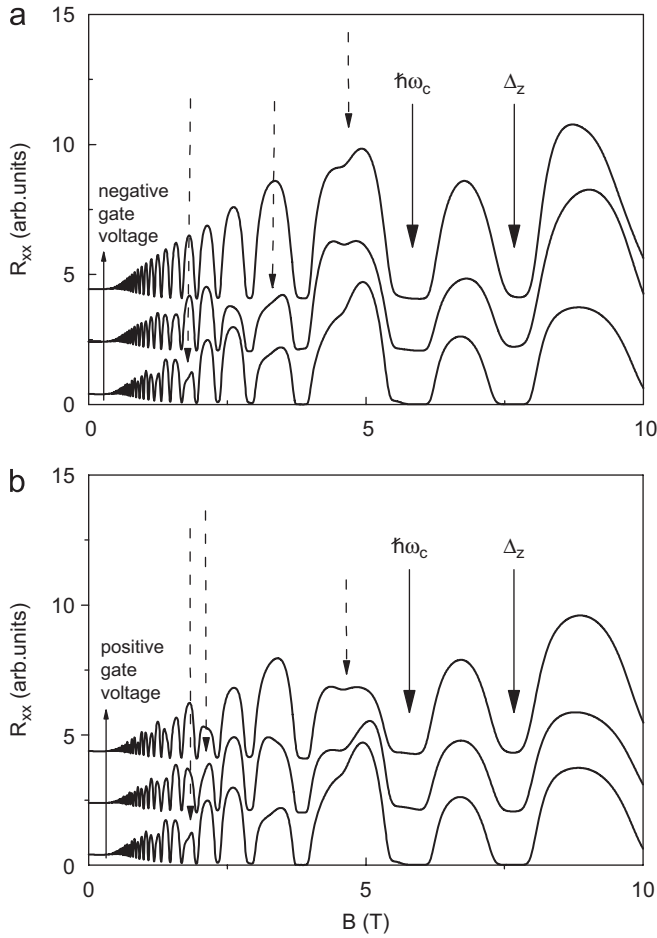 a
15
10
5
0
R_xx (arb.units)
negative
gate
voltage
ħω_c
Δ_z
0
5
10
b
15
10
5
0
R_xx (arb.units)
positive
gate
voltage
ħω_c
Δ_z
0
5
10
B (T)